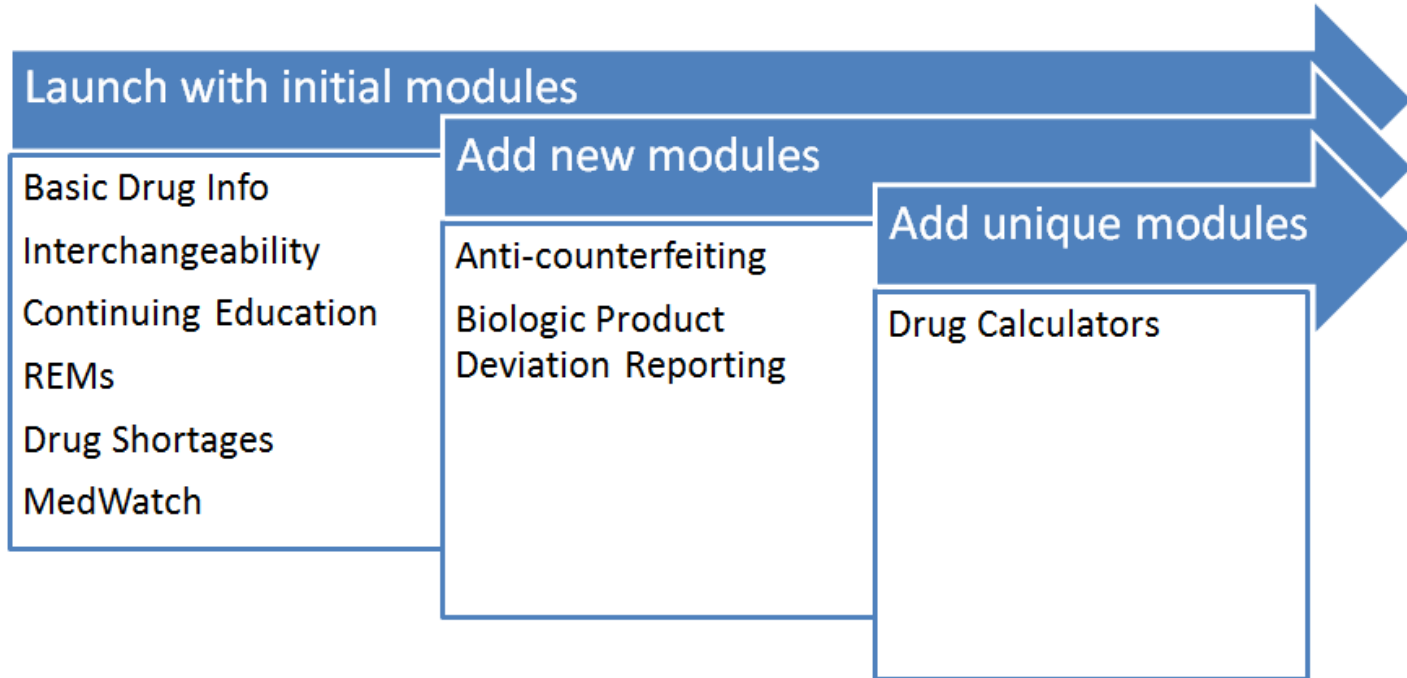 Launch with initial modules
Basic Drug Info
Interchangeability
Continuing Education
REMs
Drug Shortages
MedWatch
Add new modules
Anti-counterfeiting
Biologic Product
Deviation Reporting
Add unique modules
Drug Calculators